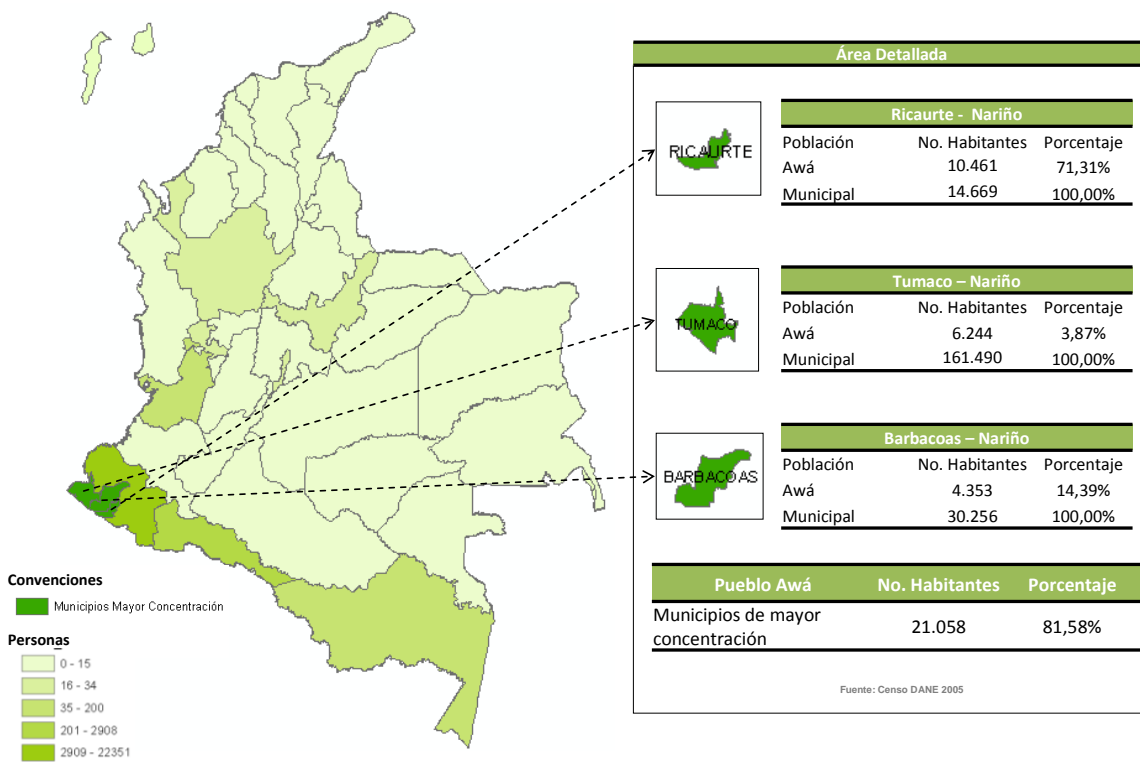 Área Detallada
Ricaurte - Nariño
Población No. Habitantes Porcentaje
Awá 10.461 71,31%
Municipal 14.669 100,00%
RICAURTE
Tumaco – Nariño
Población No. Habitantes Porcentaje
Awá 6.244 3,87%
Municipal 161.490 100,00%
TUMACO
Barbacoas – Nariño
Población No. Habitantes Porcentaje
Awá 4.353 14,39%
Municipal 30.256 100,00%
BARBACOAS
Pueblo Awá No. Habitantes Porcentaje
Municipios de mayor
concentración 21.058 81,58%
Fuente: Censo DANE 2005
Convenciones
Municipios Mayor Concentración
Personas
0 - 15
16 - 34
35 - 200
201 - 2908
2909 - 22351